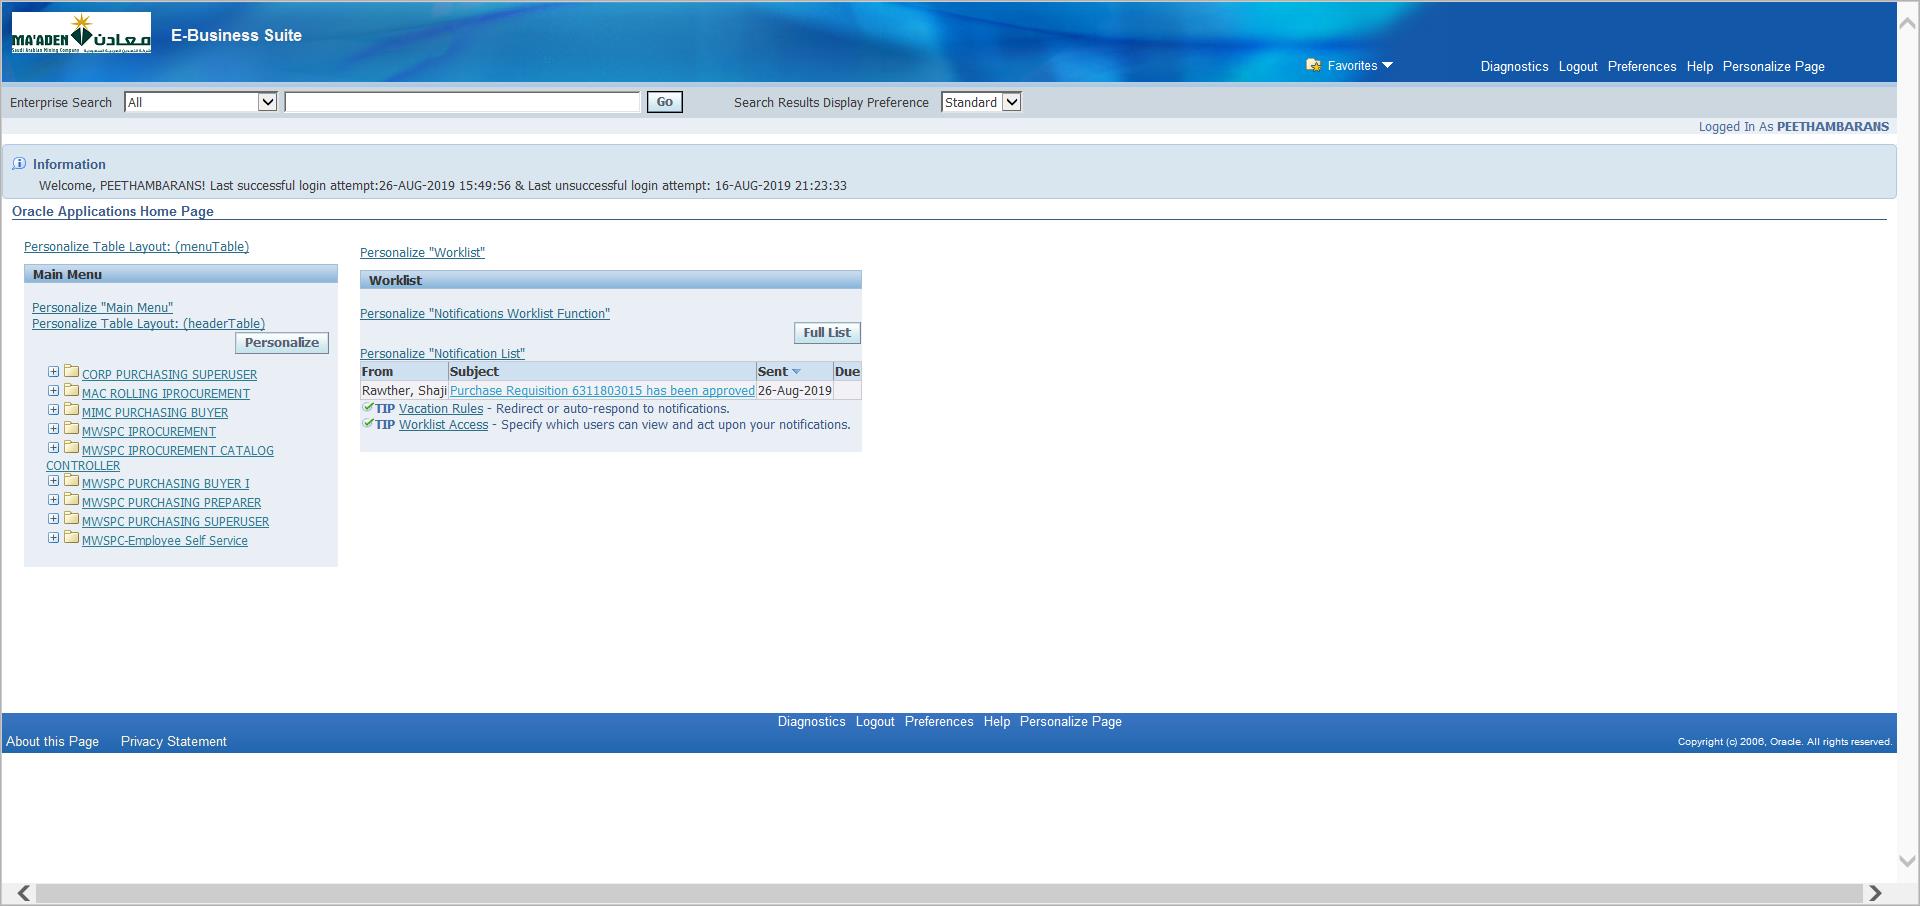 MA'ADEN معادن
Saudi Arabian Mining Company
E-Business Suite
Favorites
Diagnostics Logout Preferences Help Personalize Page
Enterprise Search All Go Search Results Display Preference Standard
Logged In As PEETHAMBARANS
Information
Welcome, PEETHAMBARANS! Last successful login attempt:26-AUG-2019 15:49:56 & Last unsuccessful login attempt: 16-AUG-2019 21:23:33
Oracle Applications Home Page
Personalize Table Layout: (menuTable)
Main Menu
Personalize "Main Menu"
Personalize Table Layout: (headerTable)
Personalize
CORP PURCHASING SUPERUSER
MAC ROLLING IPROCUREMENT
MIMC PURCHASING BUYER
MWSPC IPROCUREMENT
MWSPC IPROCUREMENT CATALOG
CONTROLLER
MWSPC PURCHASING BUYER I
MWSPC PURCHASING PREPARER
MWSPC PURCHASING SUPERUSER
MWSPC-Employee Self Service
Personalize "Worklist"
Worklist
Personalize "Notifications Worklist Function"
Full List
Personalize "Notification List"
From Subject Sent Due
Rawther, Shaji Purchase Requisition 6311803015 has been approved 26-Aug-2019
TIP Vacation Rules - Redirect or auto-respond to notifications.
TIP Worklist Access - Specify which users can view and act upon your notifications.
Diagnostics Logout Preferences Help Personalize Page
About this Page Privacy Statement
Copyright (c) 2006, Oracle. All rights reserved.